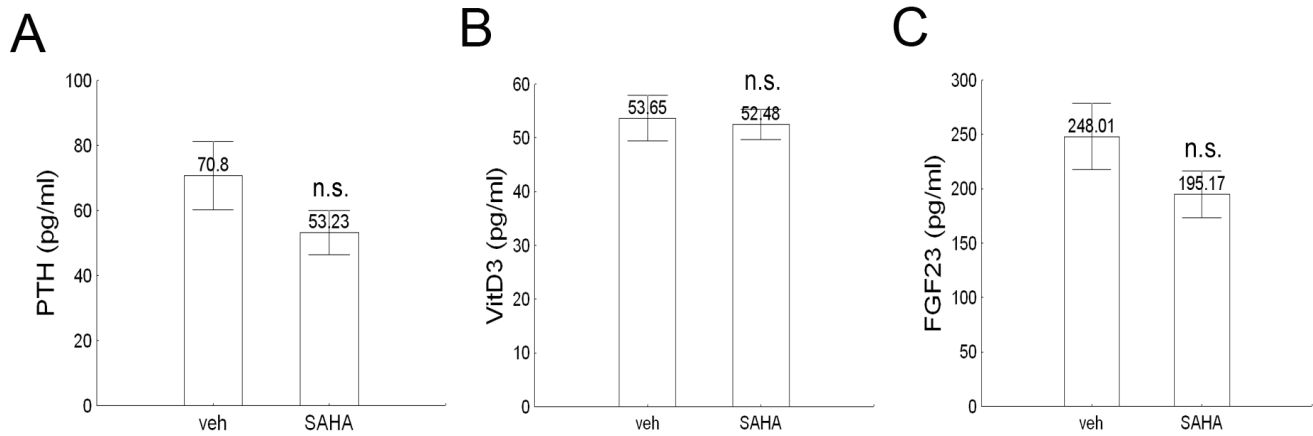 A
PTH (pg/ml)
100
80
60
40
20
0
70.8
n.s.
53.23
veh
SAHA
B
VitD3 (pg/ml)
60
50
40
30
20
10
0
53.65
n.s.
52.48
veh
SAHA
C
FGF23 (pg/ml)
300
250
200
150
100
50
0
248.01
n.s.
195.17
veh
SAHA